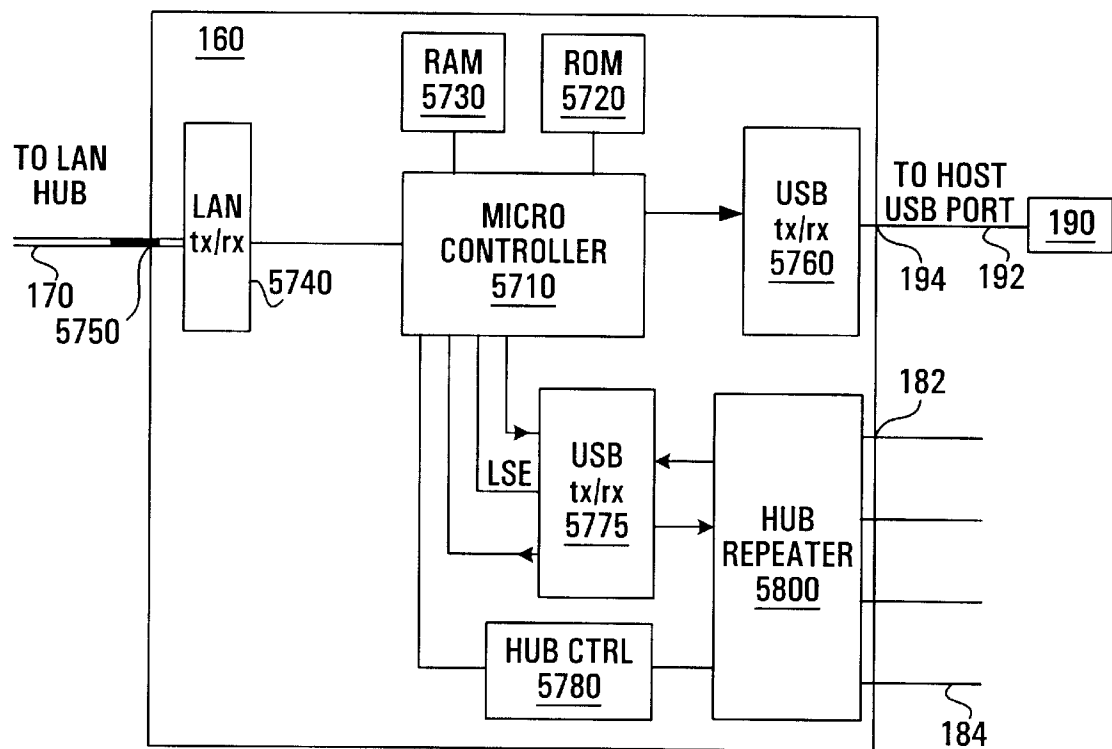 160
RAM
5730
ROM
5720
TO LAN
HUB
LAN
tx/rx
5740
170
5750
MICRO
CONTROLLER
5710
USB
tx/rx
5760
TO HOST
USB PORT
190
194
192
182
LSE
USB
tx/rx
5775
HUB
REPEATER
5800
HUB CTRL
5780
184